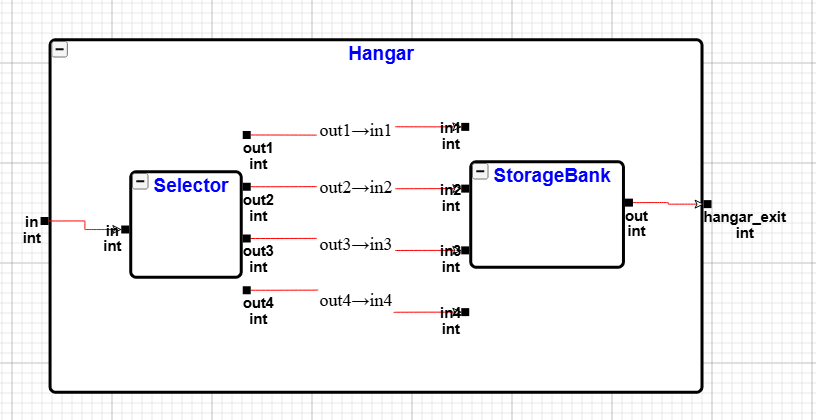 Hangar
out1→in1
in1
int
out1
int
Selector
StorageBank
out2→in2
in2
int
out2
int
in
int
in
int
out
int
hangar_exit
int
out3→in3
in3
int
out3
int
out4→in4
in4
int
out4
int